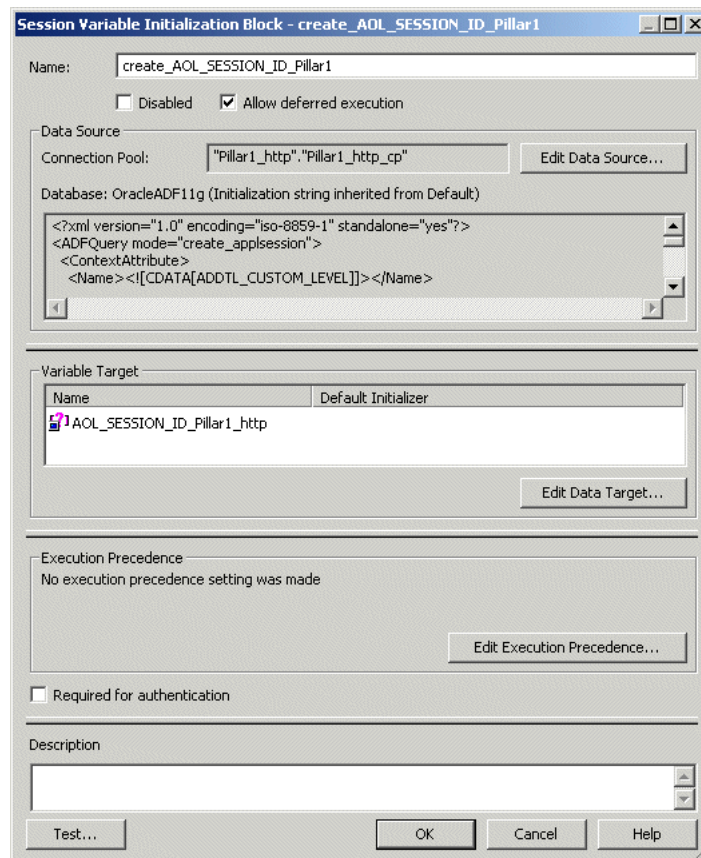 Session Variable Initialization Block - create_AOL_SESSION_ID_Pillar1
Name: create_AOL_SESSION_ID_Pillar1
Disabled Allow deferred execution
Data Source
Connection Pool: "Pillar1_http"."Pillar1_http_cp" Edit Data Source...
Database: OracleADF11g (Initialization string inherited from Default)
<?xml version="1.0" encoding="iso-8859-1" standalone="yes"?>
<ADFQuery mode="create_applsession">
<ContextAttribute>
<Name><![CDATA[ADDTL_CUSTOM_LEVEL]]></Name>
Variable Target
Name Default Initializer
AOL_SESSION_ID_Pillar1_http
Edit Data Target...
Execution Precedence
No execution precedence setting was made
Edit Execution Precedence...
Required for authentication
Description
Test... OK Cancel Help